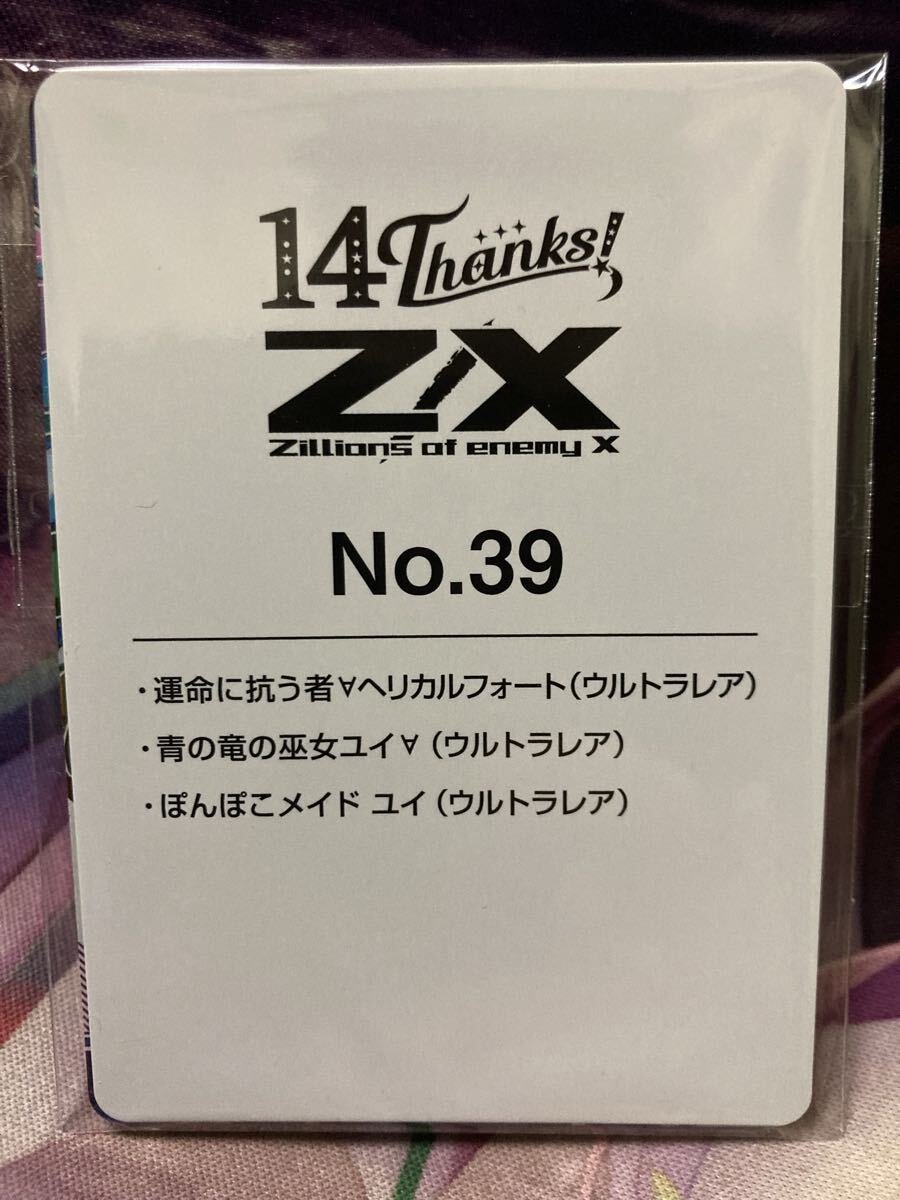 14Thanks!
Z/X
Zillions of enemy X
No.39
・運命に抗う者∀ヘリカルフォート(ウルトラレア)
・青の竜の巫女ユイ∀(ウルトラレア)
・ぽんぽこメイド ユイ(ウルトラレア)